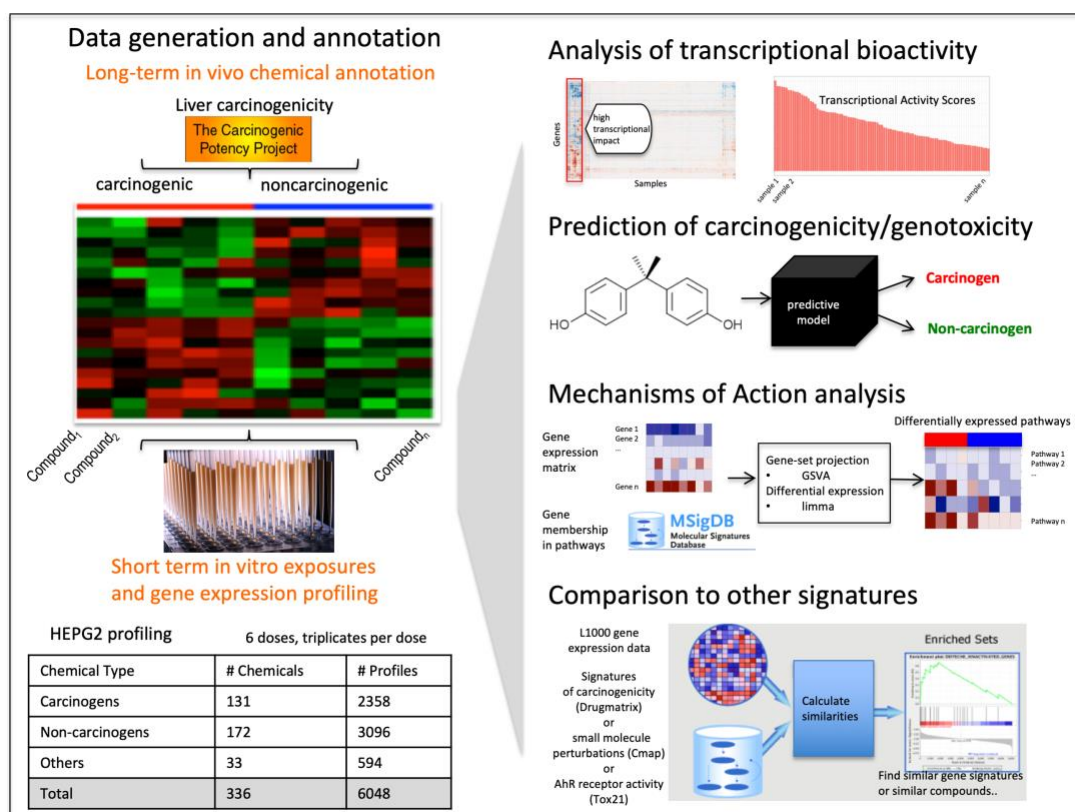 Data generation and annotation
Long-term in vivo chemical annotation
Liver carcinogenicity
The Carcinogenic
Potency Project
carcinogenic
noncarcinogenic
Compound1
Compound2
Compoundn
Short term in vitro exposures
and gene expression profiling
HEPG2 profiling
6 doses, triplicates per dose
Chemical Type # Chemicals # Profiles
Carcinogens 131 2358
Non-carcinogens 172 3096
Others 33 594
Total 336 6048
Analysis of transcriptional bioactivity
Genes
high
transcriptional
impact
Samples
Transcriptional Activity Scores
sample 1
sample 2
sample n
Prediction of carcinogenicity/genotoxicity
HO
OH
predictive
model
Carcinogen
Non-carcinogen
Mechanisms of Action analysis
Gene
expression
matrix
Gene 1
Gene 2
...
Gene n
Gene
membership
in pathways
MSigDB
Molecular Signatures
Database
Gene-set projection
• GSVA
Differential expression
• limma
Differentially expressed pathways
Pathway 1
Pathway 2
...
Pathway n
Comparison to other signatures
L1000 gene
expression data
Signatures
of carcinogenicity
(Drugmatrix)
or
small molecule
perturbations (Cmap)
or
AhR receptor activity
(Tox21)
Calculate
similarities
Enriched Sets
Find similar gene signatures
or similar compounds..